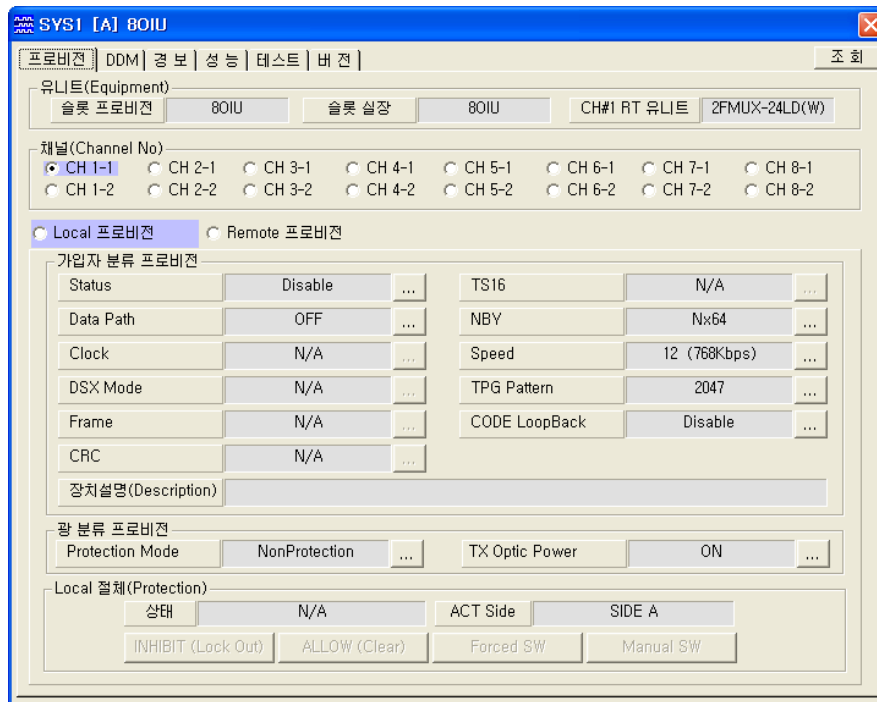 SYS1 [A] 8OIU
프로비전 DDM 경 보 성 능 테스트 버 전 조 회
유니트(Equipment)
슬롯 프로비전 8OIU 슬롯 실장 8OIU CH#1 RT 유니트 2FMUX-24LD(W)
채널(Channel No)
CH 1-1 CH 2-1 CH 3-1 CH 4-1 CH 5-1 CH 6-1 CH 7-1 CH 8-1
CH 1-2 CH 2-2 CH 3-2 CH 4-2 CH 5-2 CH 6-2 CH 7-2 CH 8-2
Local 프로비전 Remote 프로비전
가입자 분류 프로비전
Status Disable ... TS16 N/A ...
Data Path OFF ... NBY Nx64 ...
Clock N/A ... Speed 12 (768Kbps) ...
DSX Mode N/A ... TPG Pattern 2047 ...
Frame N/A ... CODE LoopBack Disable ...
CRC N/A ...
장치설명(Description)
광 분류 프로비전
Protection Mode NonProtection ... TX Optic Power ON ...
Local 절체(Protection)
상태 N/A ACT Side SIDE A
INHIBIT (Lock Out) ALLOW (Clear) Forced SW Manual SW